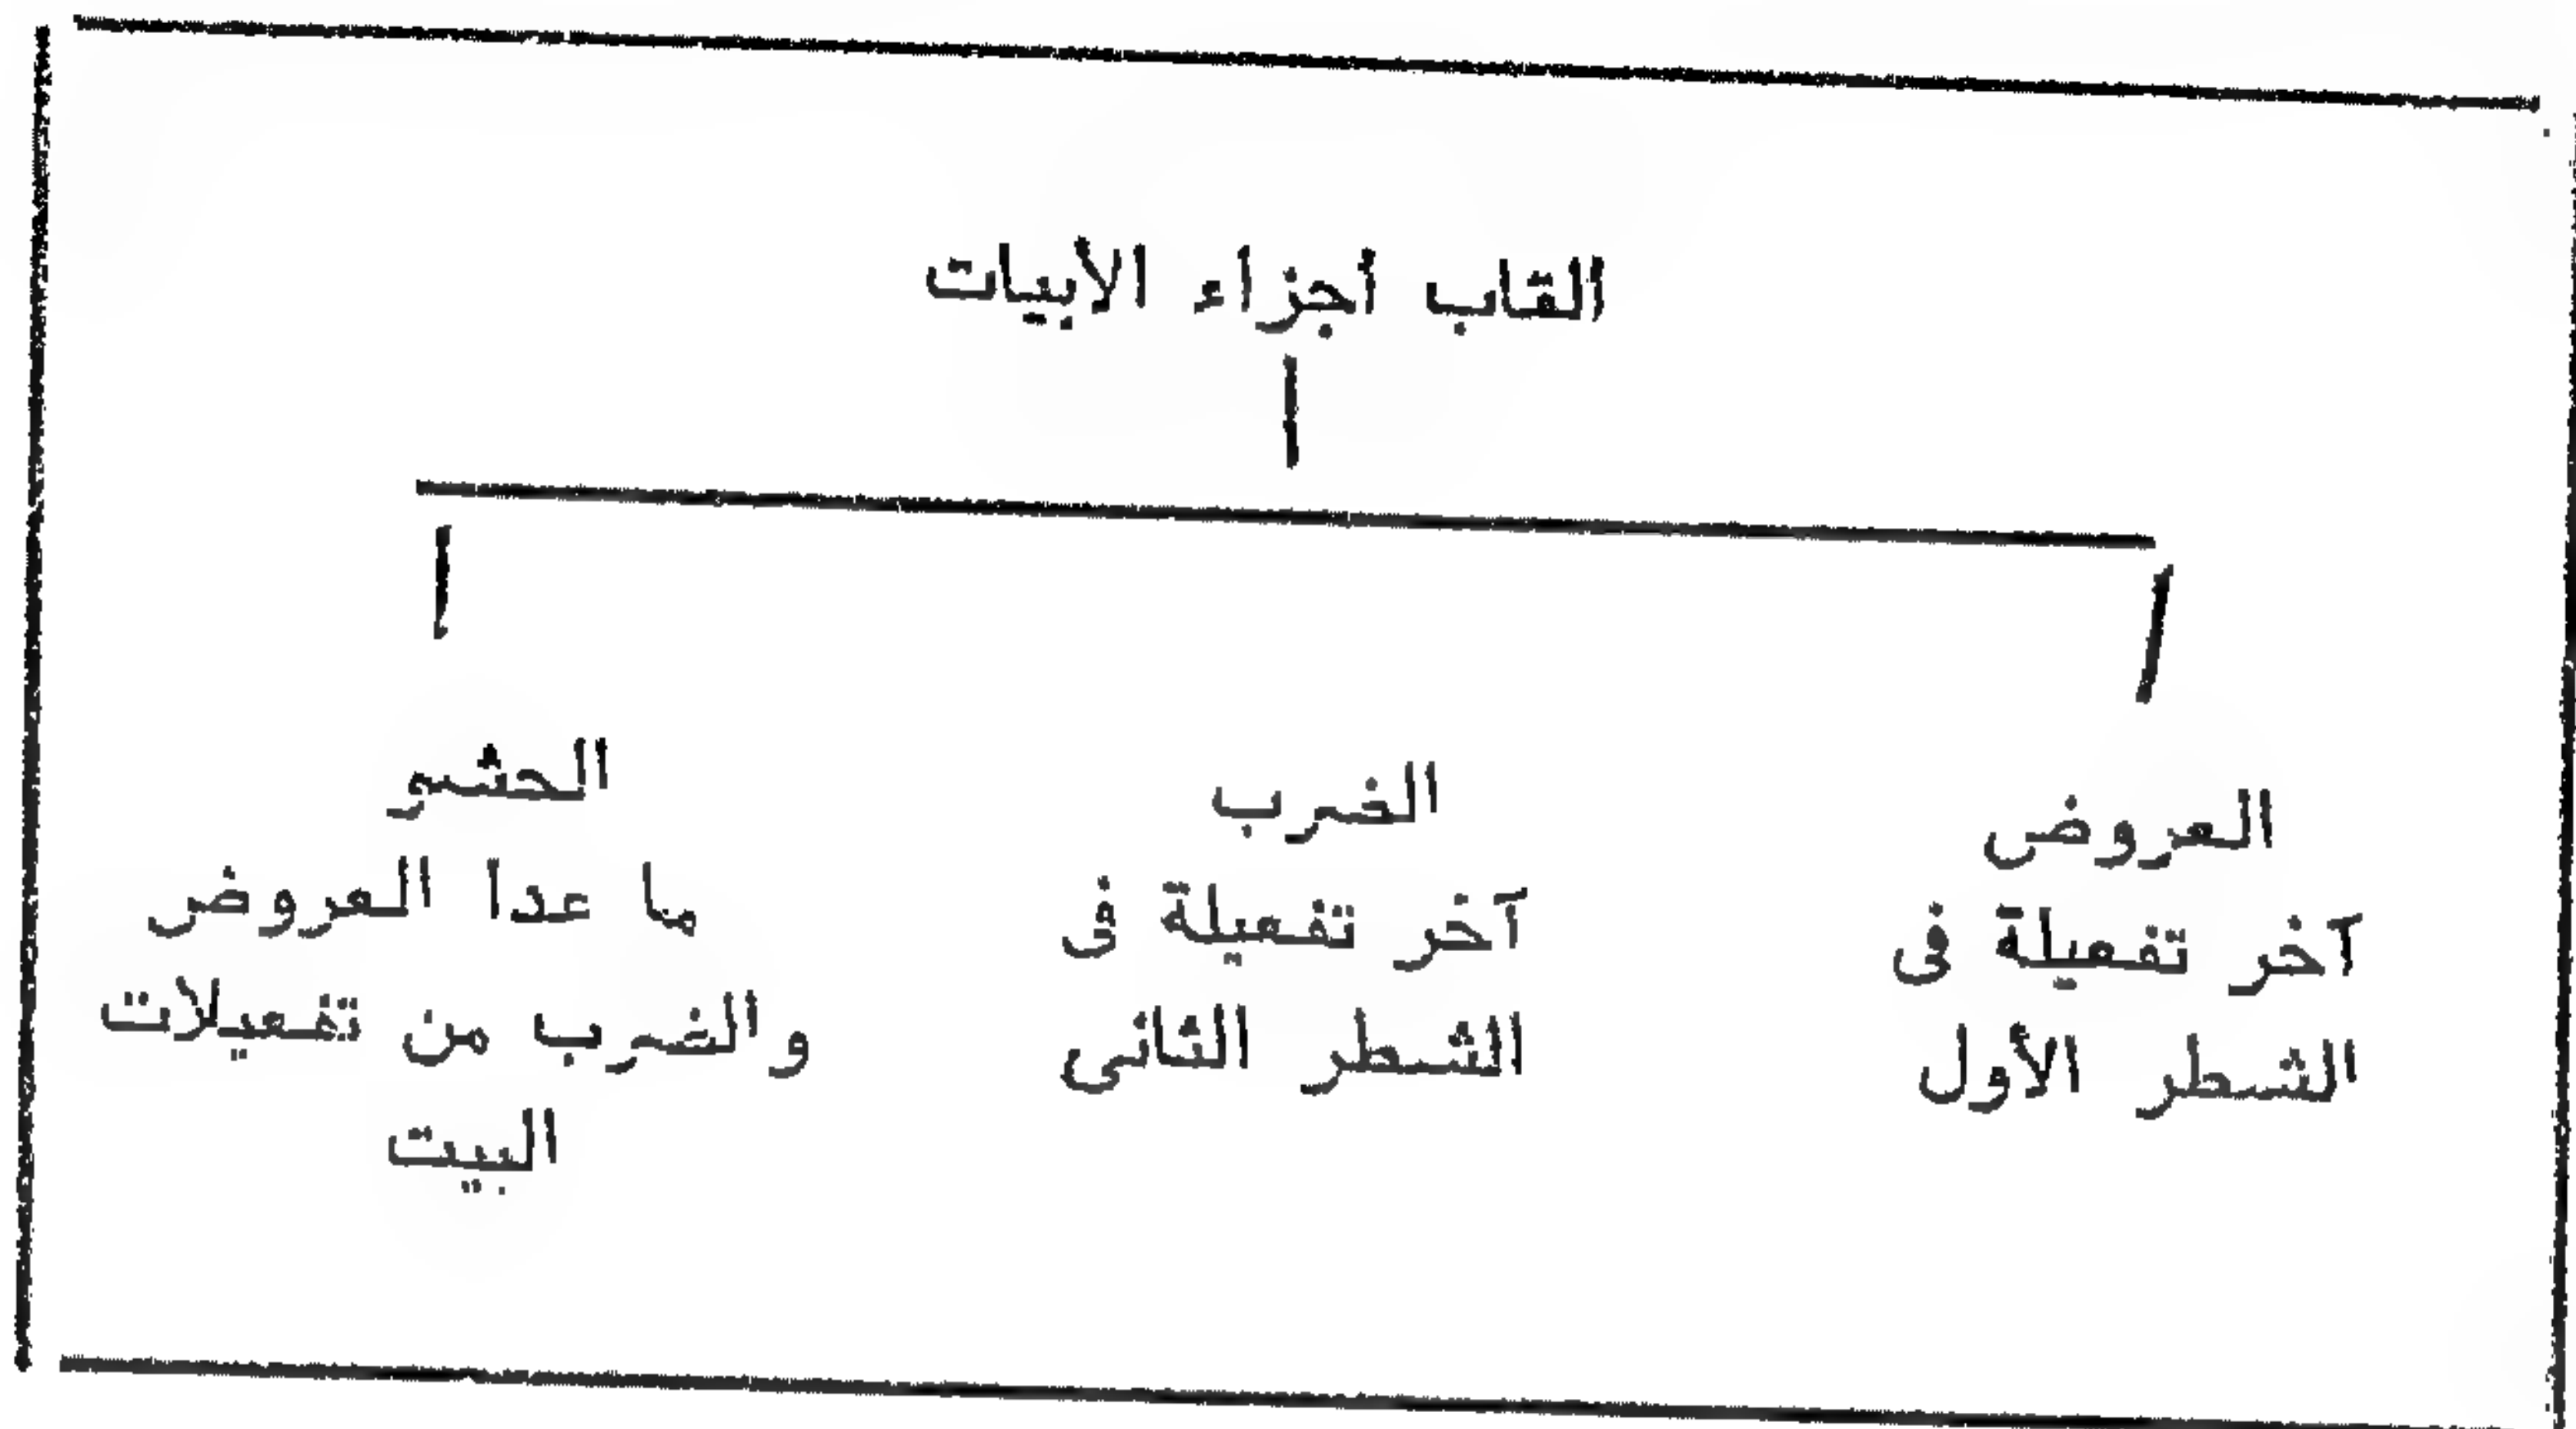 القاب أجزاء الأبيات
العروض
آخر تفعيلة فى
الشطر الأول
الضرب
آخر تفعيلة فى
الشطر الثانى
الحشو
ما عدا العروض
والضرب من تفعيلات
البيت